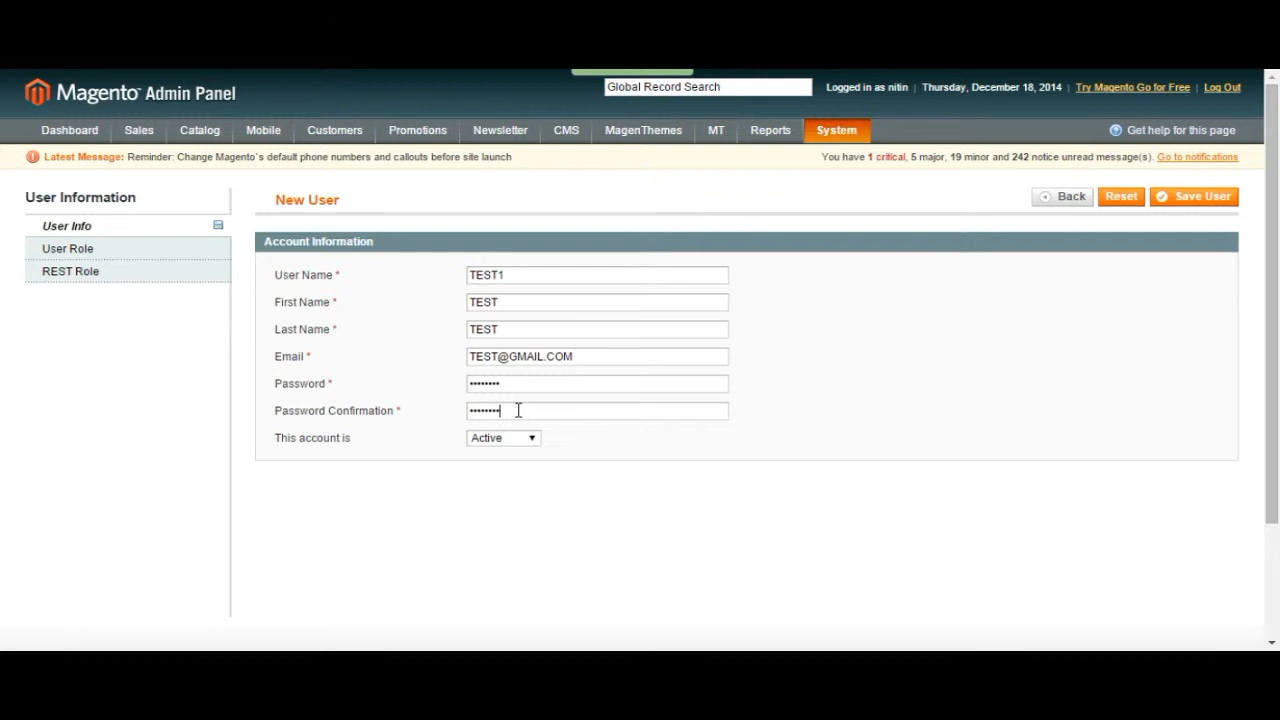 Magento Admin Panel
Global Record Search
Logged in as nitin | Thursday, December 18, 2014 | Try Magento Go for Free | Log Out
Dashboard Sales Catalog Mobile Customers Promotions Newsletter CMS MagenThemes MT Reports System Get help for this page
Latest Message: Reminder: Change Magento's default phone numbers and callouts before site launch You have 1 critical, 5 major, 19 minor and 242 notice unread message(s). Go to notifications
User Information
User Info
User Role
REST Role
New User
Back Reset Save User
Account Information
User Name * TEST1
First Name * TEST
Last Name * TEST
Email * TEST@GMAIL.COM
Password * ••••••••
Password Confirmation * ••••••••
This account is Active